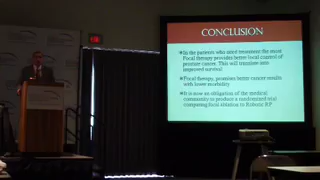 CONCLUSION
In the patients who need treatment the most
Focal therapy provides better local control of
prostate cancer. This will translate into
improved survival
Focal therapy, promises better cancer results
with lower morbidity
It is now an obligation of the medical
community to produce a randomized trial
comparing focal ablation to Robotic RP